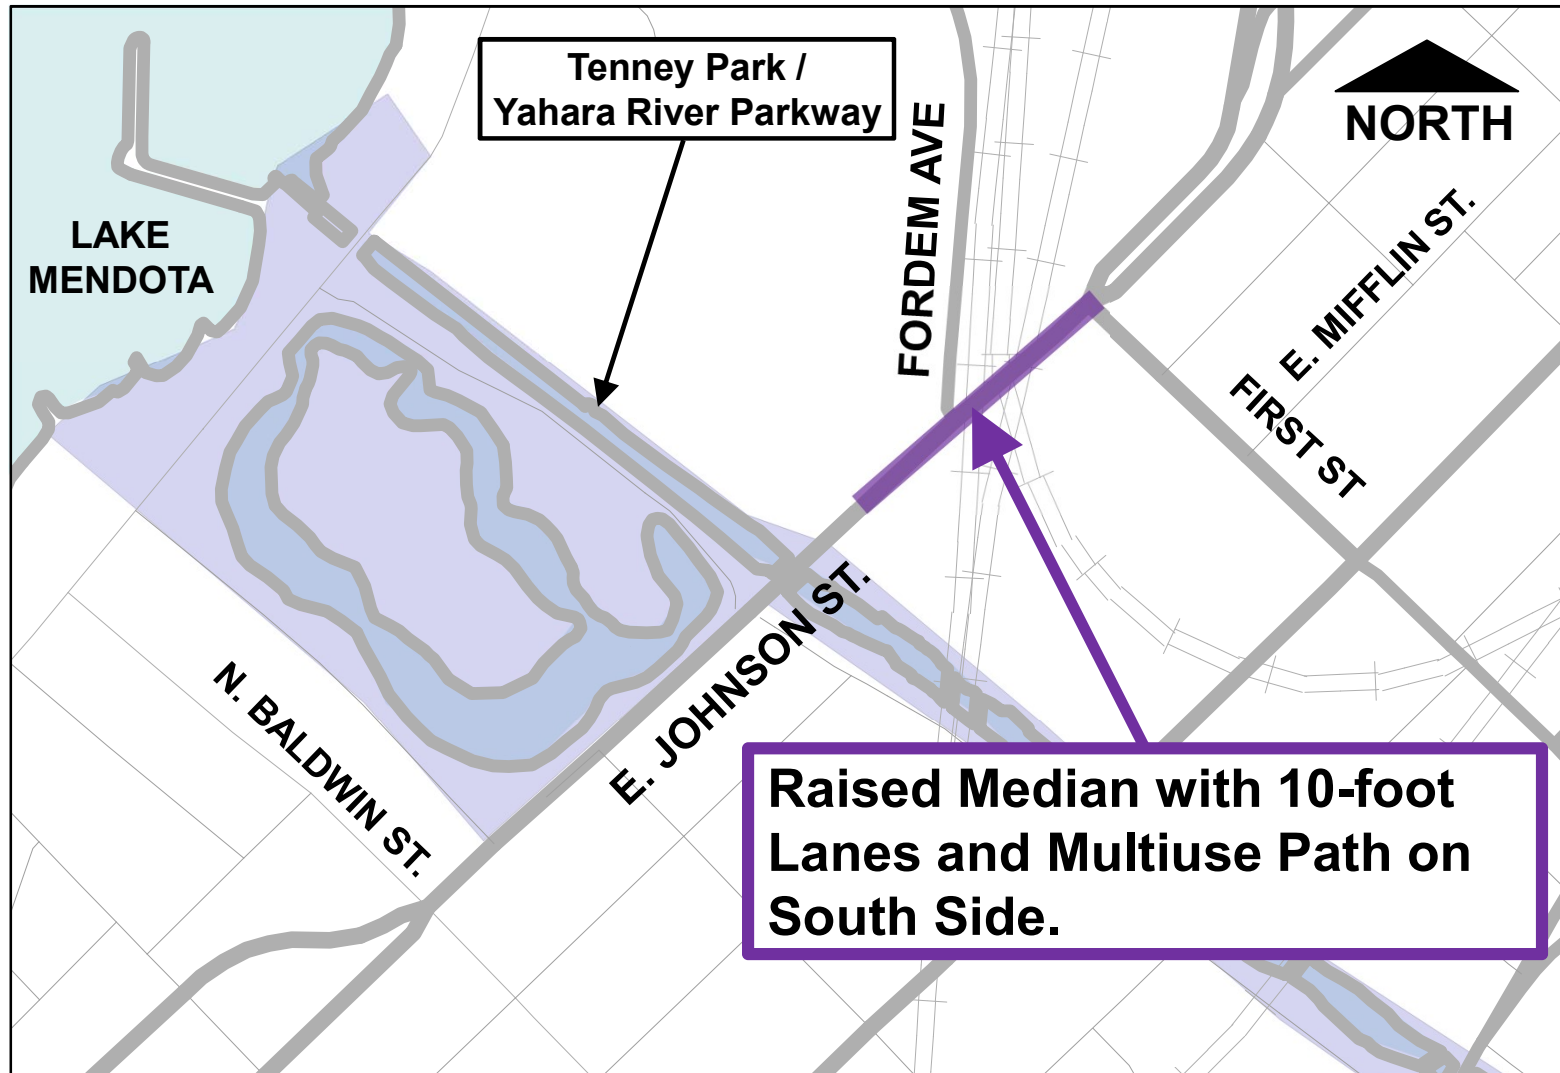 Tenney Park /
Yahara River Parkway
NORTH
FORDEM AVE
LAKE
MENDOTA
E. MIFFLIN ST.
FIRST ST
E. JOHNSON ST.
N. BALDWIN ST.
Raised Median with 10-foot
Lanes and Multiuse Path on
South Side.